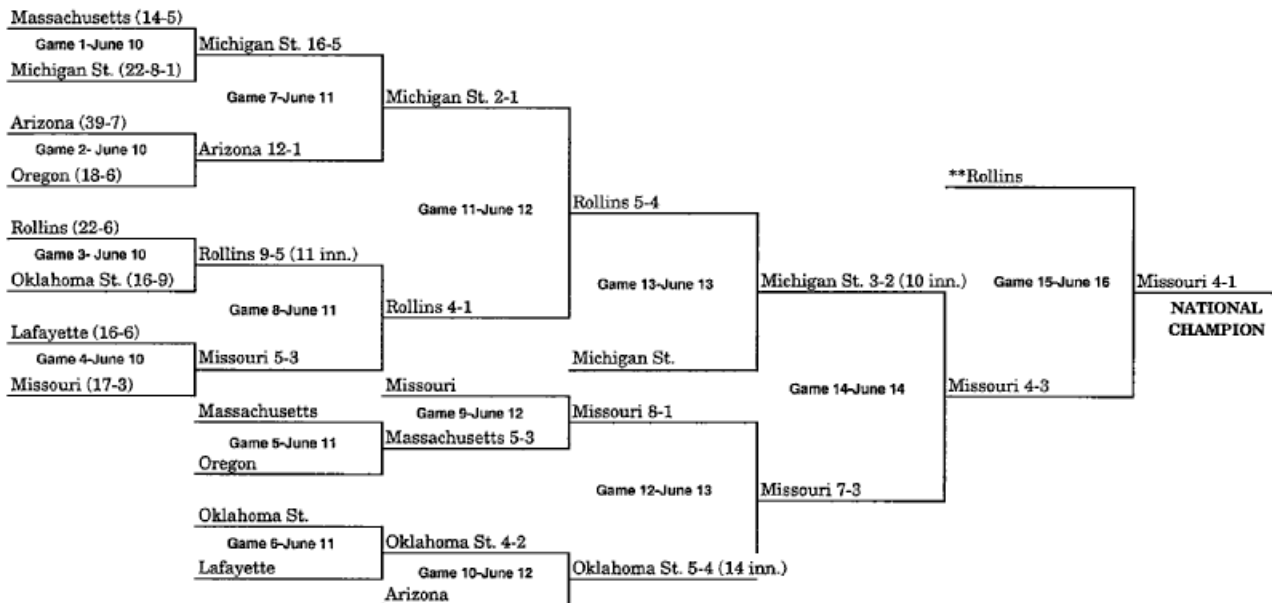 Massachusetts (14-5)
Game 1-June 10
Michigan St. (22-8-1)
Michigan St. 16-5
Game 7-June 11
Arizona (39-7)
Game 2- June 10
Oregon (18-6)
Arizona 12-1
Michigan St. 2-1
Game 11-June 12
Rollins (22-6)
Game 3- June 10
Oklahoma St. (16-9)
Rollins 9-5 (11 inn.)
Game 8-June 11
Lafayette (16-6)
Game 4-June 10
Missouri (17-3)
Missouri 5-3
Rollins 4-1
Rollins 5-4
Game 13-June 13
Michigan St.
Michigan St. 3-2 (10 inn.)
Massachusetts
Game 5-June 11
Oregon
Missouri
Game 9-June 12
Massachusetts 5-3
Missouri 8-1
Game 12-June 13
Oklahoma St.
Game 6-June 11
Lafayette
Oklahoma St. 4-2
Game 10-June 12
Arizona
Oklahoma St. 5-4 (14 inn.)
Missouri 7-3
Game 14-June 14
Missouri 4-3
**Rollins
Game 15-June 16
Missouri 4-1
NATIONAL
CHAMPION